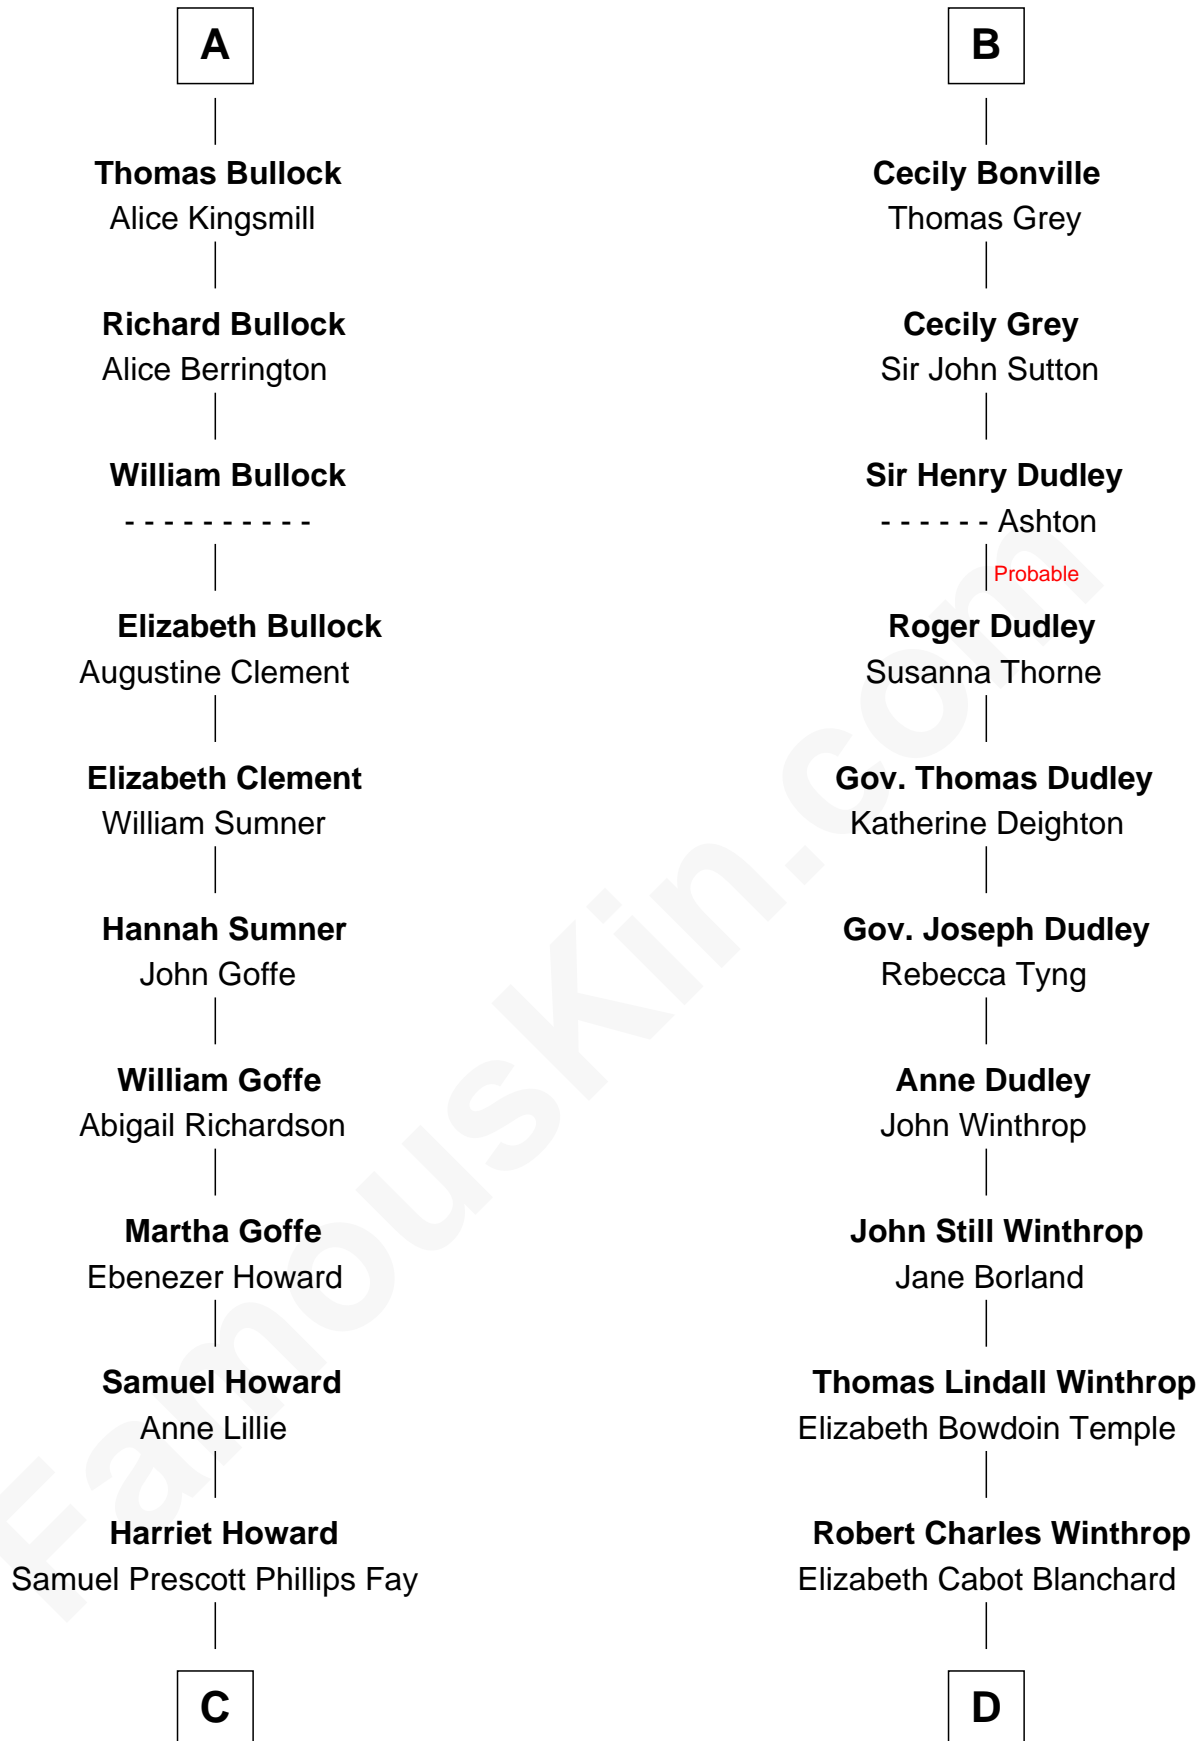 A
Thomas Bullock
Alice Kingsmill
Richard Bullock
Alice Berrington
William Bullock
- - - - - - - - - -
Elizabeth Bullock
Augustine Clement
Elizabeth Clement
William Sumner
Hannah Sumner
John Goffe
William Goffe
Abigail Richardson
Martha Goffe
Ebenezer Howard
Samuel Howard
Anne Lillie
Harriet Howard
Samuel Prescott Phillips Fay
C
B
Cecily Bonville
Thomas Grey
Cecily Grey
Sir John Sutton
Sir Henry Dudley
- - - - - - Ashton
Probable
Roger Dudley
Susanna Thorne
Gov. Thomas Dudley
Katherine Deighton
Gov. Joseph Dudley
Rebecca Tyng
Anne Dudley
John Winthrop
John Still Winthrop
Jane Borland
Thomas Lindall Winthrop
Elizabeth Bowdoin Temple
Robert Charles Winthrop
Elizabeth Cabot Blanchard
D
FamousKin.com